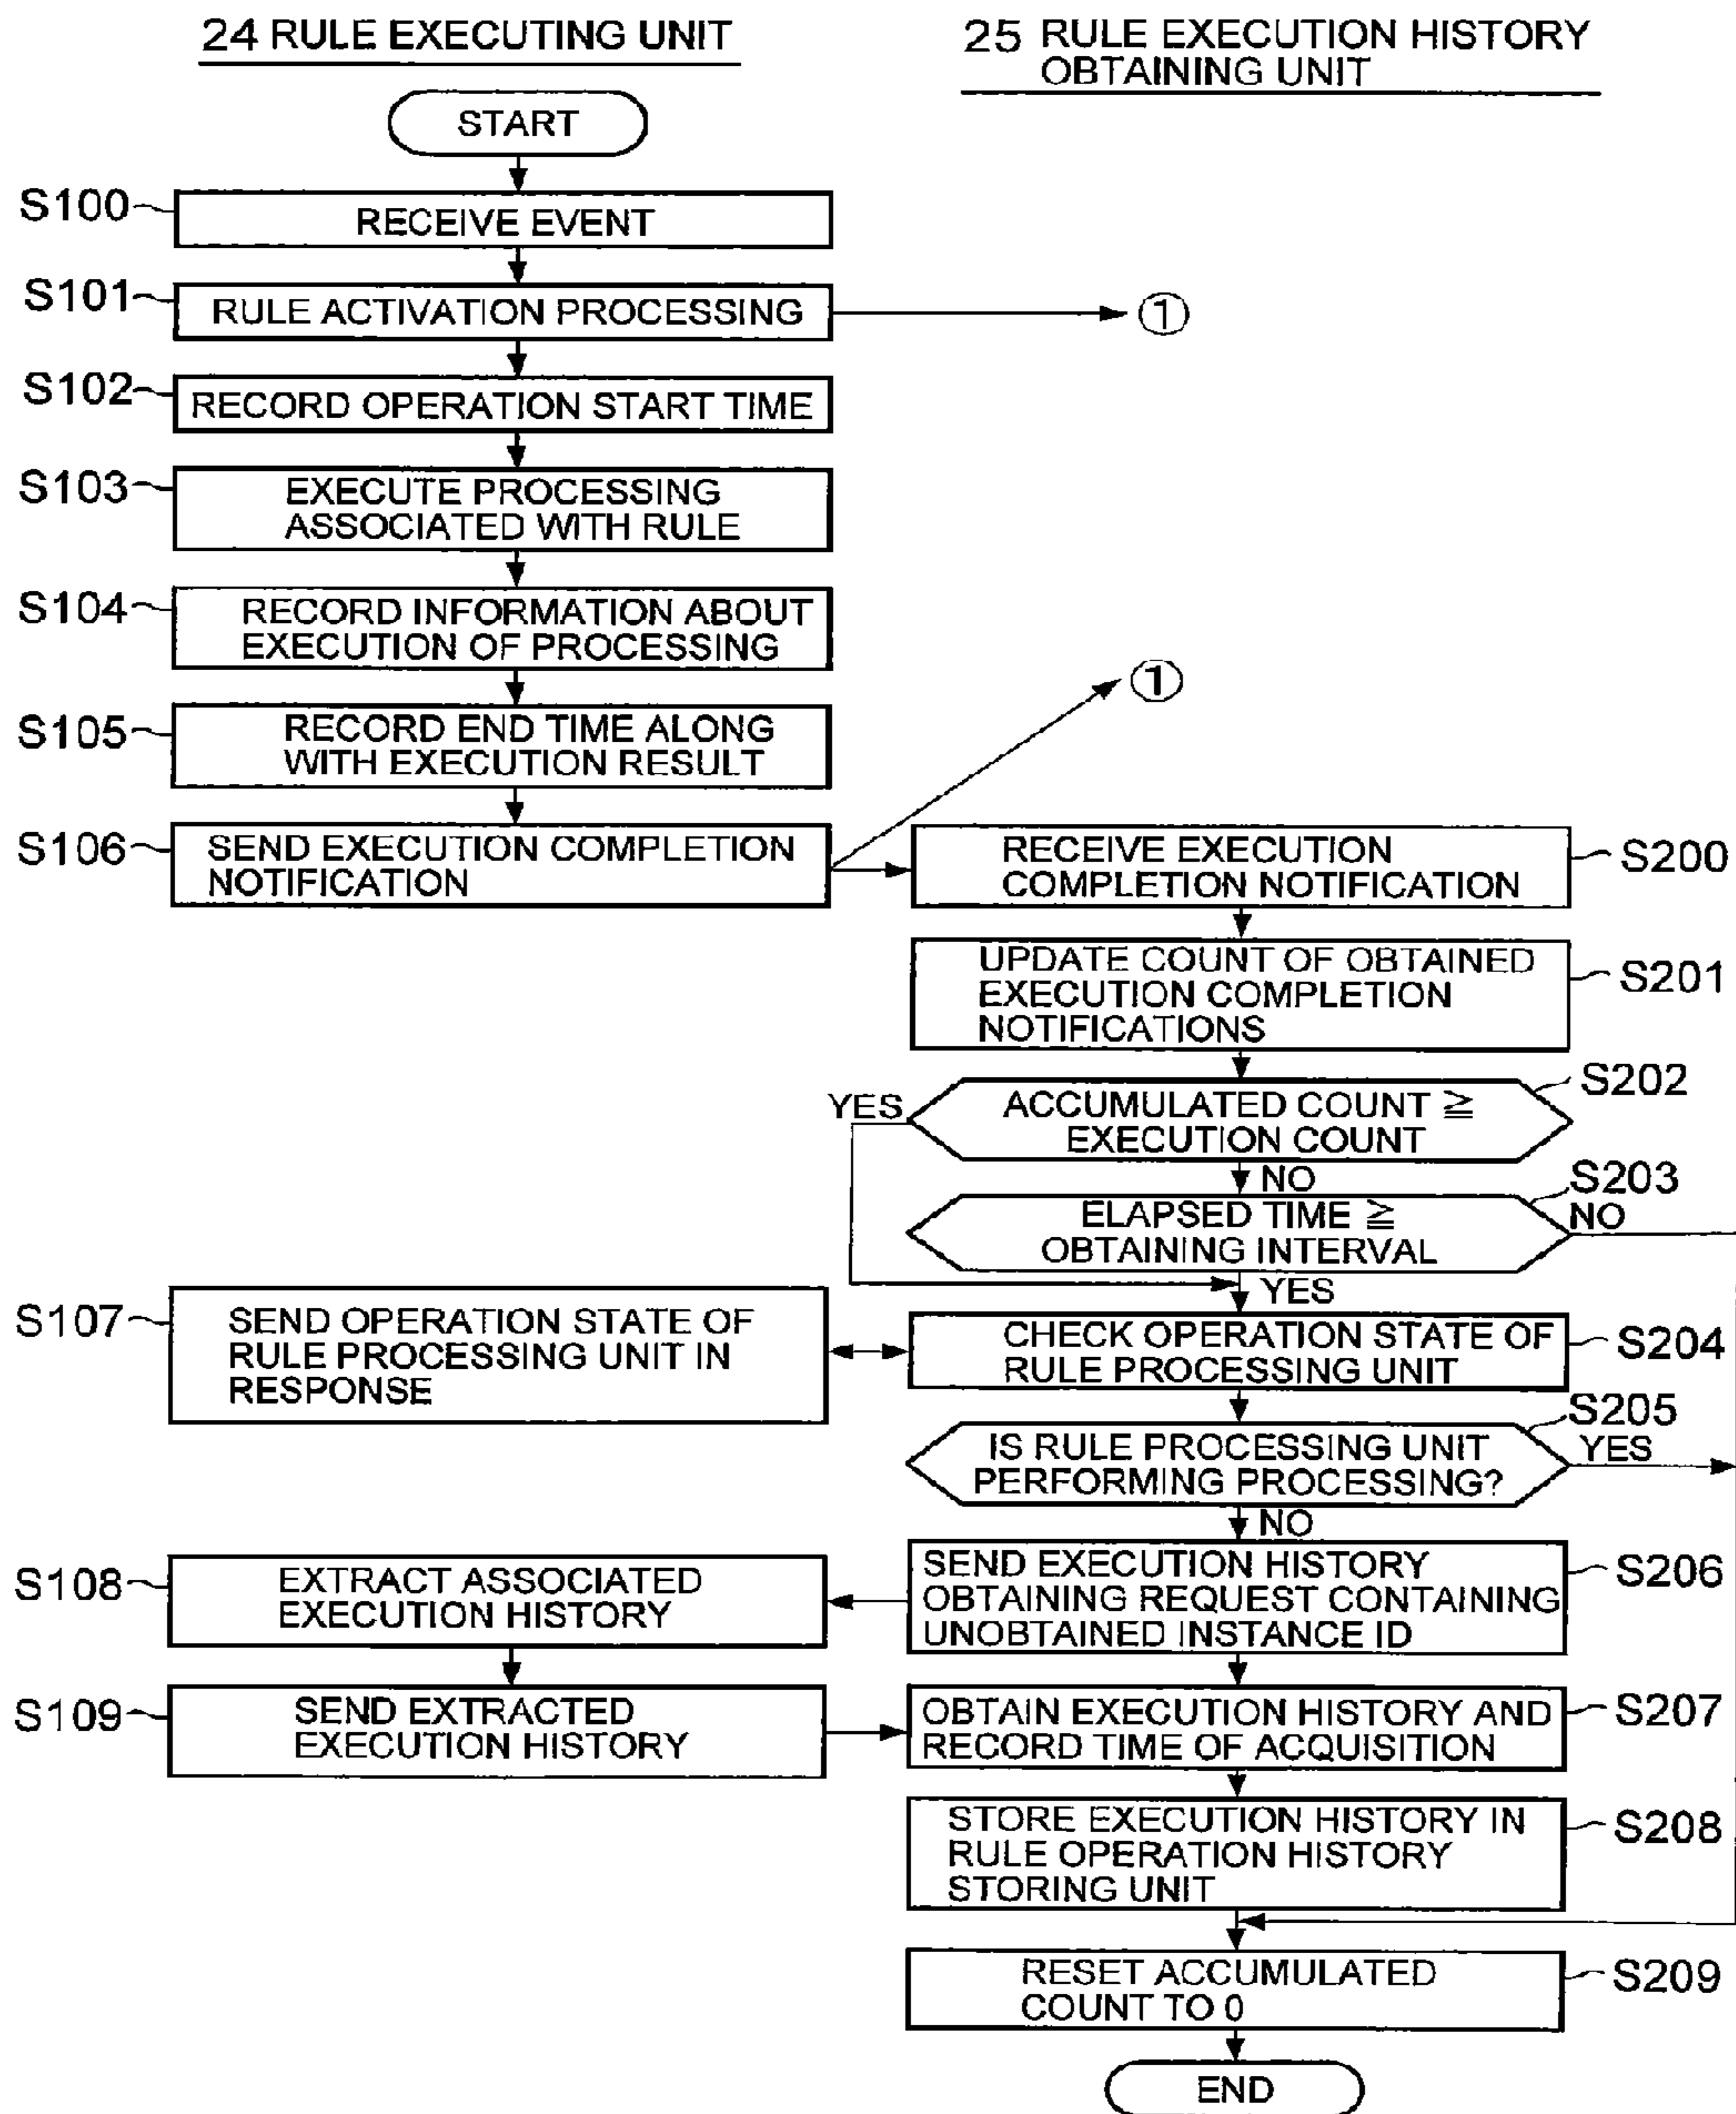 24 RULE EXECUTING UNIT
25 RULE EXECUTION HISTORY
OBTAINING UNIT
START
S100
RECEIVE EVENT
S101
RULE ACTIVATION PROCESSING
①
S102
RECORD OPERATION START TIME
S103
EXECUTE PROCESSING
ASSOCIATED WITH RULE
S104
RECORD INFORMATION ABOUT
EXECUTION OF PROCESSING
①
S105
RECORD END TIME ALONG
WITH EXECUTION RESULT
S106
SEND EXECUTION COMPLETION
NOTIFICATION
RECEIVE EXECUTION
COMPLETION NOTIFICATION
S200
UPDATE COUNT OF OBTAINED
EXECUTION COMPLETION
NOTIFICATIONS
S201
S202
YES
ACCUMULATED COUNT ≧
EXECUTION COUNT
NO
S203
ELAPSED TIME ≧
OBTAINING INTERVAL
NO
YES
S107
SEND OPERATION STATE OF
RULE PROCESSING UNIT IN
RESPONSE
CHECK OPERATION STATE OF
RULE PROCESSING UNIT
S204
S205
IS RULE PROCESSING UNIT
PERFORMING PROCESSING?
YES
NO
S108
EXTRACT ASSOCIATED
EXECUTION HISTORY
SEND EXECUTION HISTORY
OBTAINING REQUEST CONTAINING
UNOBTAINED INSTANCE ID
S206
S109
SEND EXTRACTED
EXECUTION HISTORY
OBTAIN EXECUTION HISTORY AND
RECORD TIME OF ACQUISITION
S207
STORE EXECUTION HISTORY IN
RULE OPERATION HISTORY
STORING UNIT
S208
RESET ACCUMULATED
COUNT TO 0
S209
END